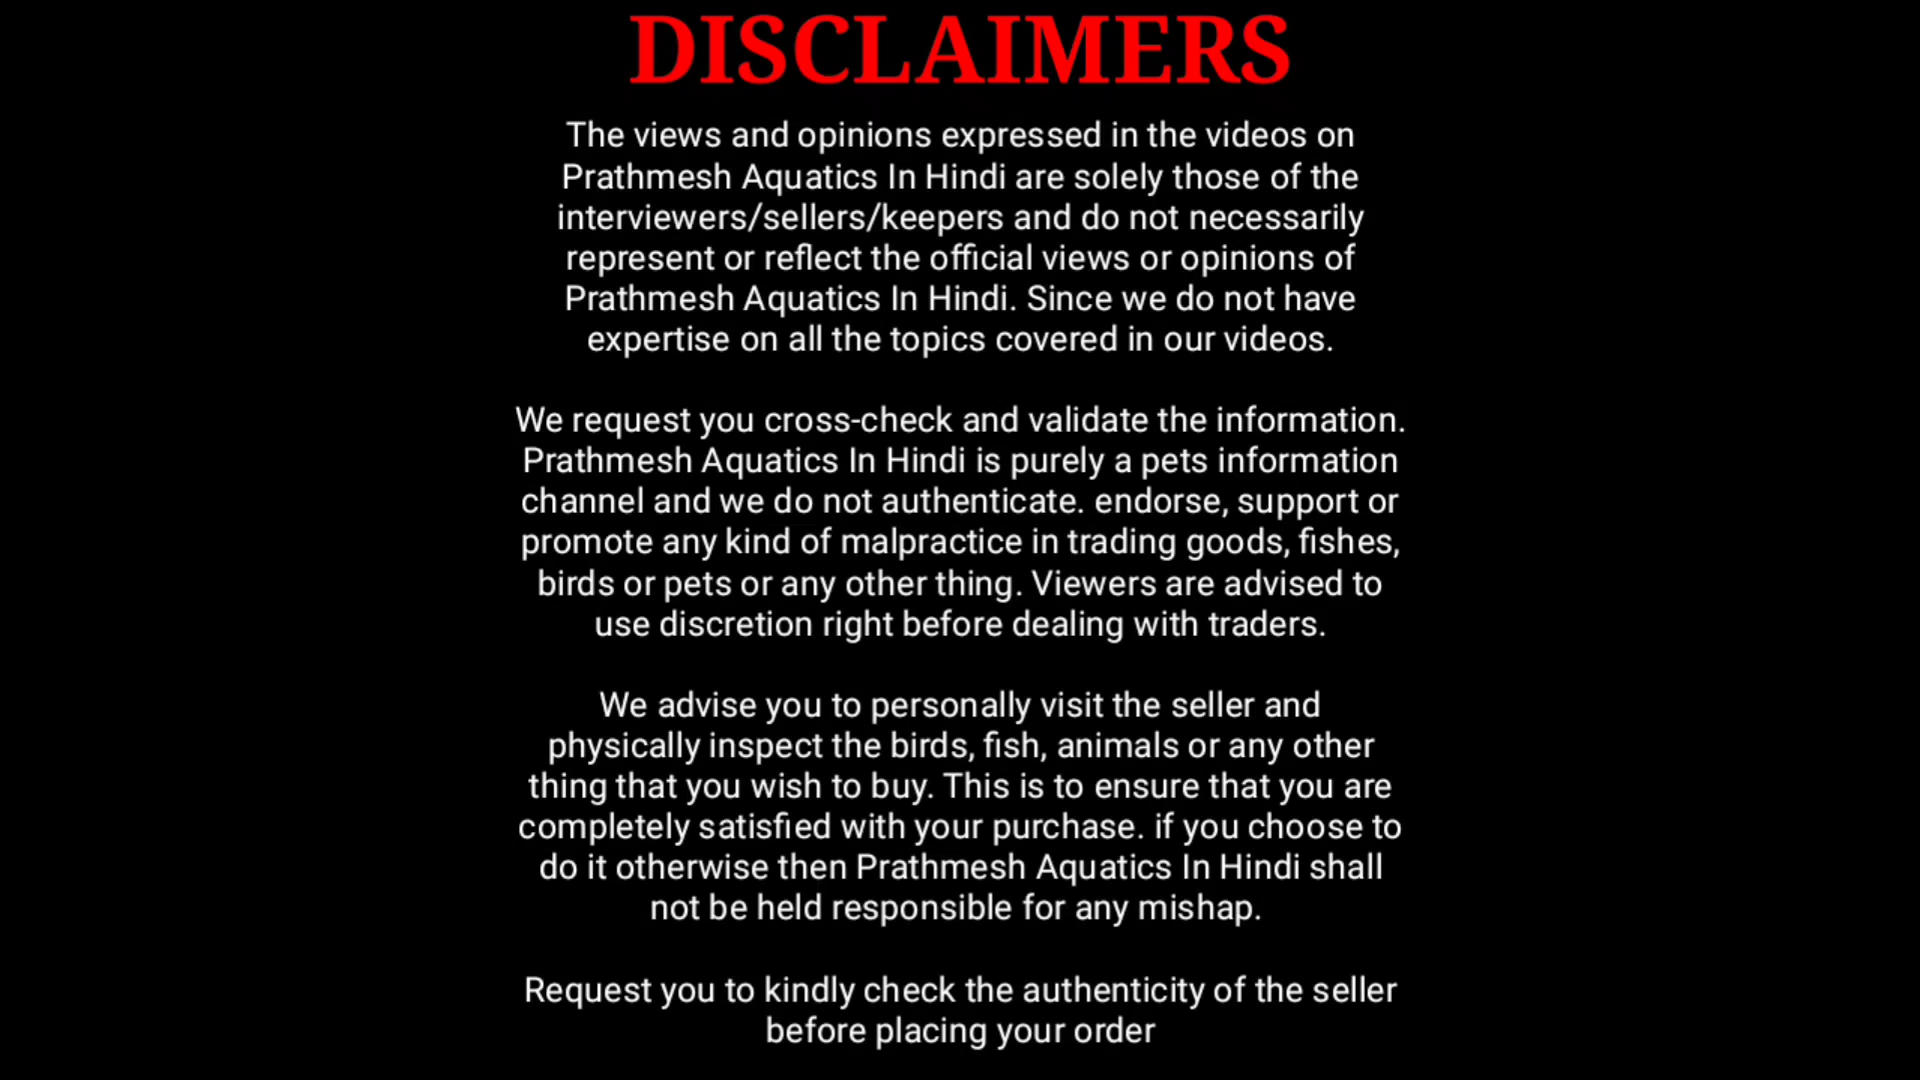 DISCLAIMERS
The views and opinions expressed in the videos on
Prathmesh Aquatics In Hindi are solely those of the
interviewers/sellers/keepers and do not necessarily
represent or reflect the official views or opinions of
Prathmesh Aquatics In Hindi. Since we do not have
expertise on all the topics covered in our videos.
We request you cross-check and validate the information.
Prathmesh Aquatics In Hindi is purely a pets information
channel and we do not authenticate. endorse, support or
promote any kind of malpractice in trading goods, fishes,
birds or pets or any other thing. Viewers are advised to
use discretion right before dealing with traders.
We advise you to personally visit the seller and
physically inspect the birds, fish, animals or any other
thing that you wish to buy. This is to ensure that you are
completely satisfied with your purchase. if you choose to
do it otherwise then Prathmesh Aquatics In Hindi shall
not be held responsible for any mishap.
Request you to kindly check the authenticity of the seller
before placing your order